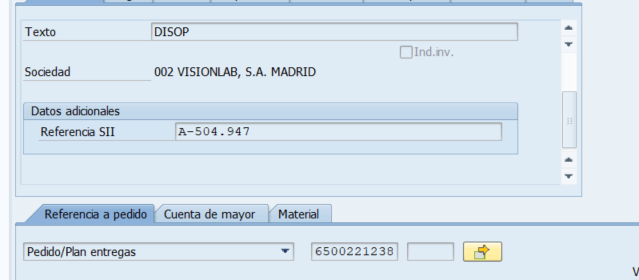 Texto DISOP
Ind.inv.
Sociedad 002 VISIONLAB, S.A. MADRID
Datos adicionales
Referencia SII A-504.947
Referencia a pedido Cuenta de mayor Material
Pedido/Plan entregas 6500221238